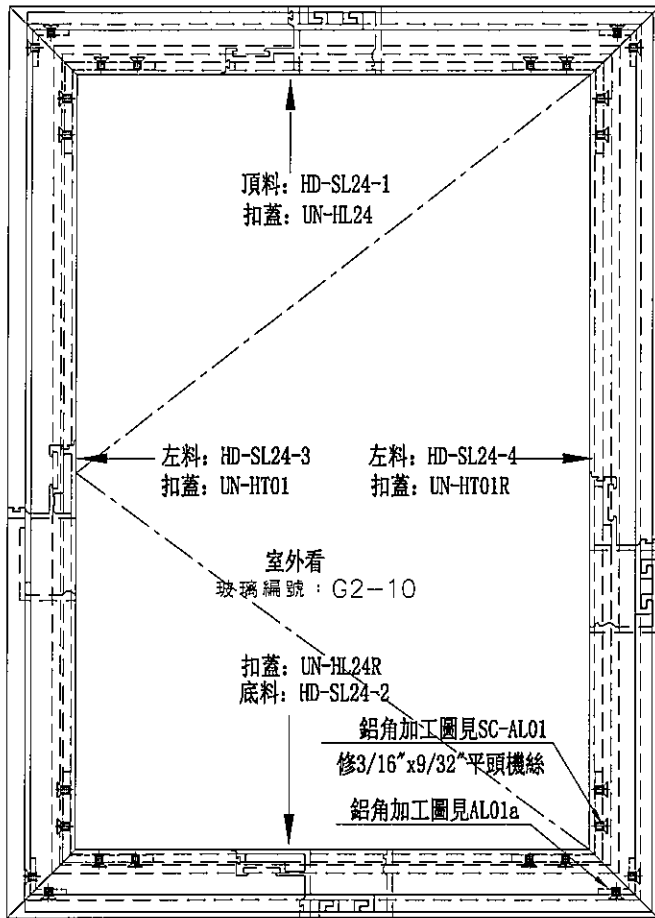 頂料: HD-SL24-1
扣蓋: UN-HL24
左料: HD-SL24-3
扣蓋: UN-HT01
左料: HD-SL24-4
扣蓋: UN-HT01R
室外看
玻璃編號：G2-10
扣蓋: UN-HL24R
底料: HD-SL24-2
鋁角加工圖見SC-AL01
修3/16"x9/32"平頭機絲
鋁角加工圖見AL01a